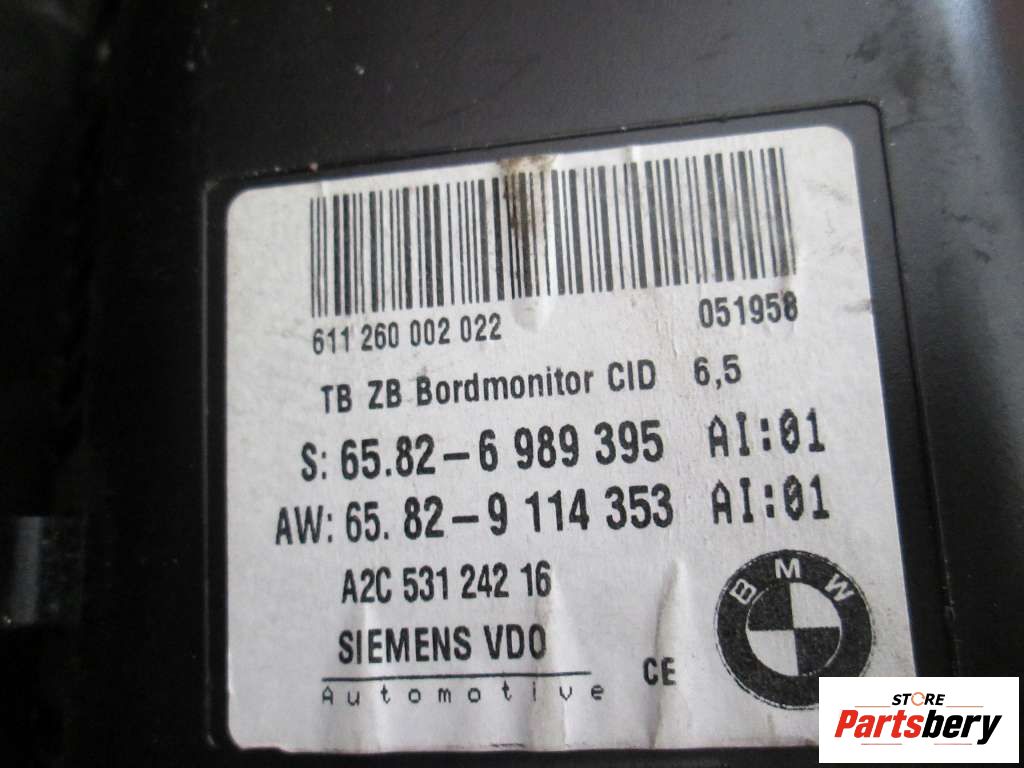 611 260 002 022 051958
TB ZB Bordmonitor CID 6,5
S: 65.82-6 989 395 AI:01
AW: 65.82-9 114 353 AI:01
A2C 531 242 16
SIEMENS VDO
Automotive CE
BMW
STORE
Partsbery